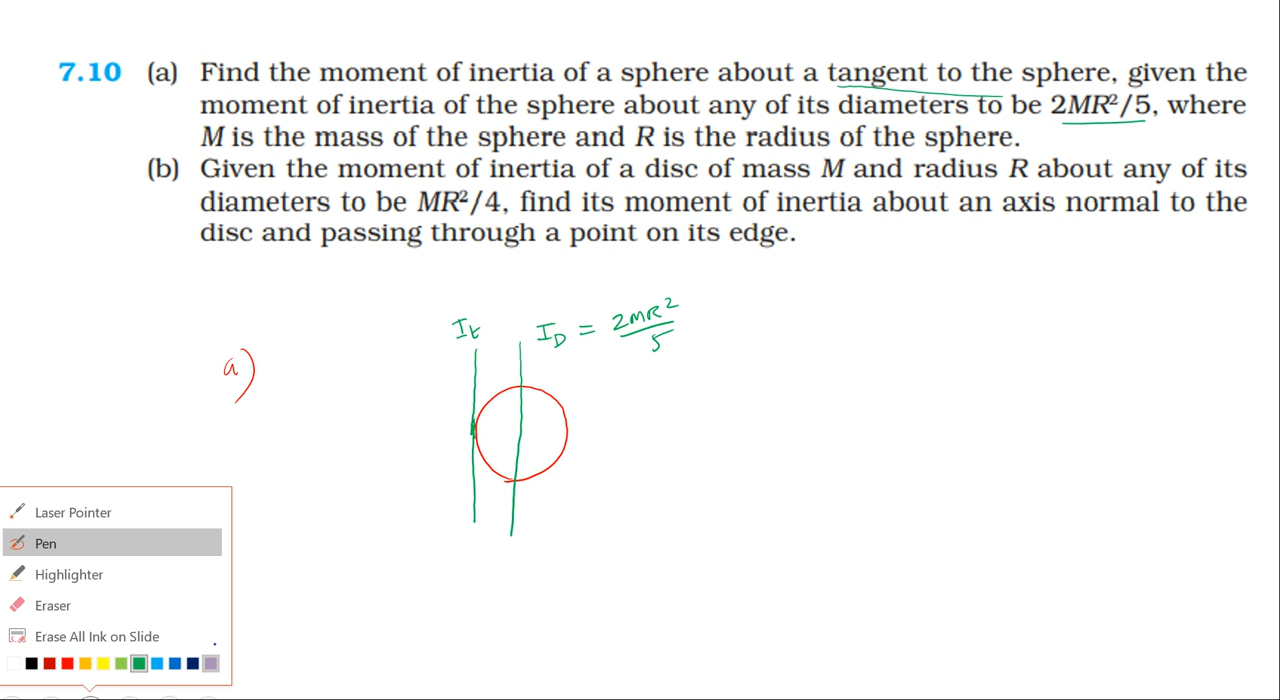 7.10 (a) Find the moment of inertia of a sphere about a tangent to the sphere, given the
moment of inertia of the sphere about any of its diameters to be 2MR²/5, where
M is the mass of the sphere and R is the radius of the sphere.
(b) Given the moment of inertia of a disc of mass M and radius R about any of its
diameters to be MR²/4, find its moment of inertia about an axis normal to the
disc and passing through a point on its edge.
I_t I_D = 2MR²/5
a)
Laser Pointer
Pen
Highlighter
Eraser
Erase All Ink on Slide